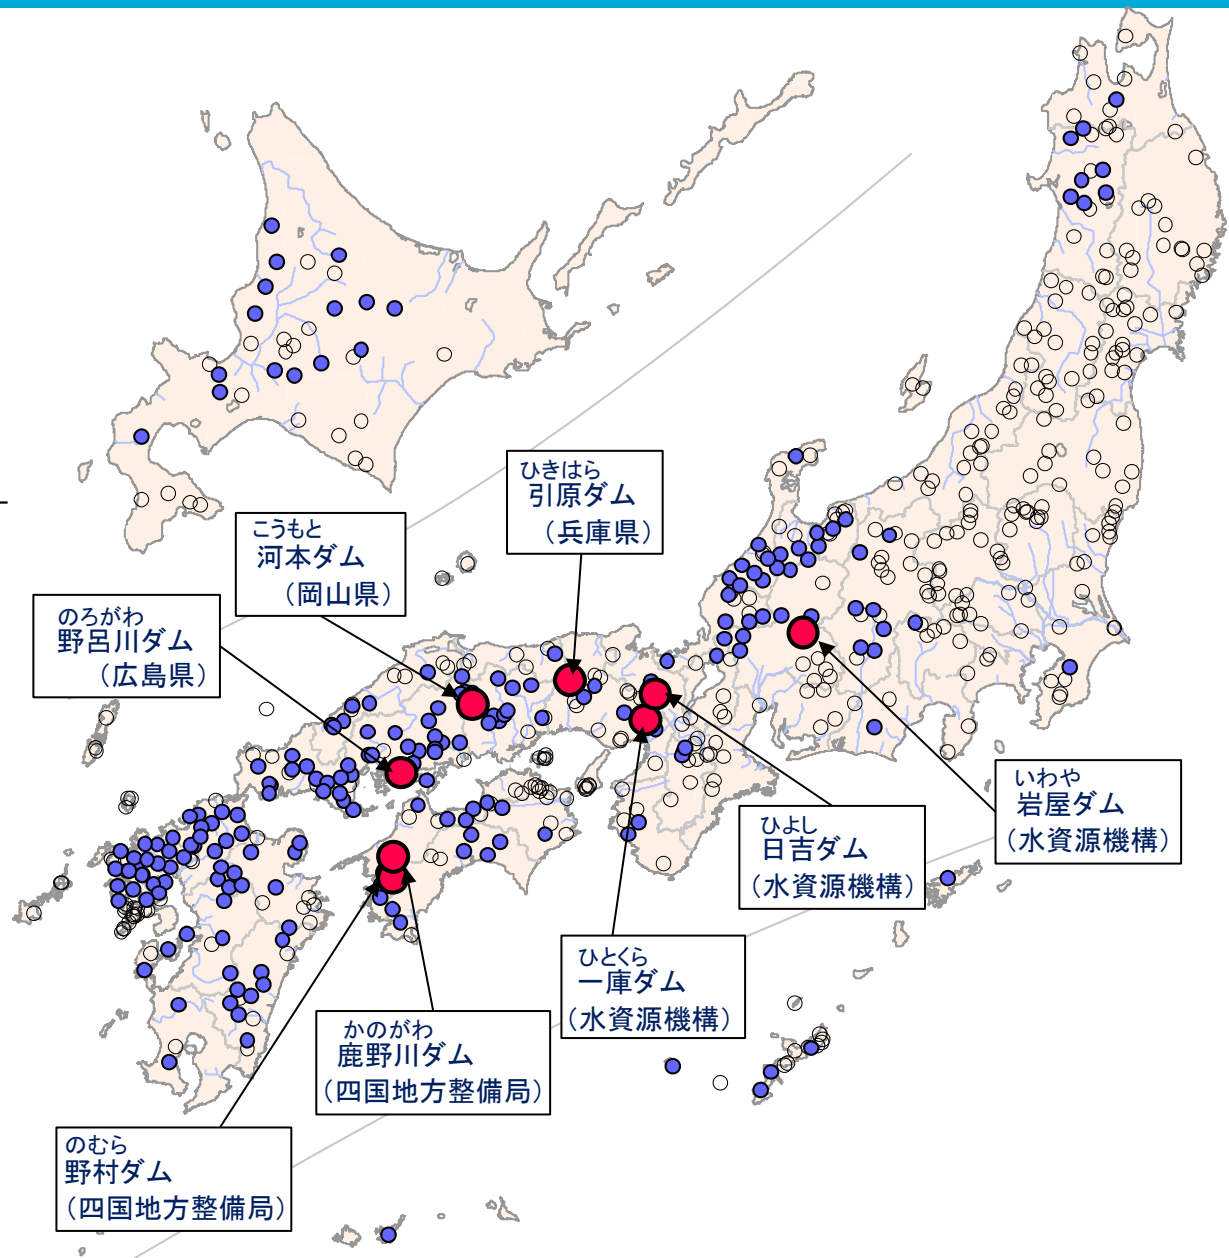 ひきはら
引原ダム
（兵庫県）
こうもと
河本ダム
（岡山県）
のろがわ
野呂川ダム
（広島県）
いわや
岩屋ダム
（水資源機構）
ひよし
日吉ダム
（水資源機構）
ひとくら
一庫ダム
（水資源機構）
かのがわ
鹿野川ダム
（四国地方整備局）
のむら
野村ダム
（四国地方整備局）